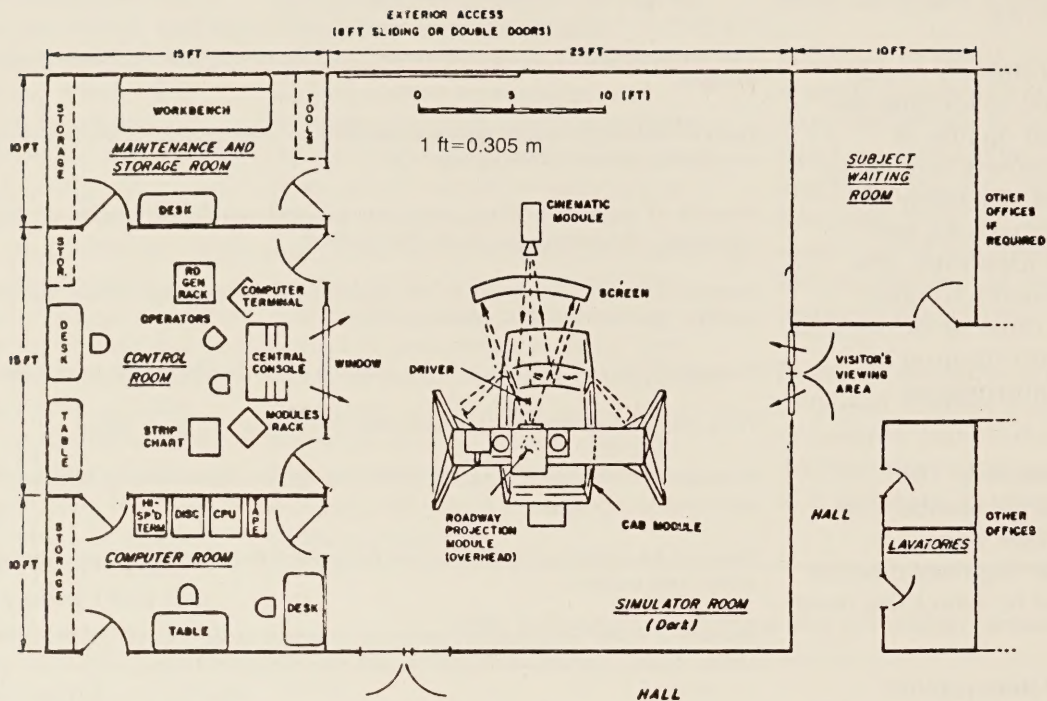 EXTERIOR ACCESS
(8 FT SLIDING OR DOUBLE DOORS)
15 FT
25 FT
10 FT
0 5 10 (FT)
1 ft=0.305 m
10 FT
STORAGE
WORKBENCH
TOOLS
MAINTENANCE AND
STORAGE ROOM
DESK
CINEMATIC
MODULE
SUBJECT
WAITING
ROOM
OTHER
OFFICES
IF
REQUIRED
15 FT
STOR.
RD
GEN
RACK
COMPUTER
TERMINAL
OPERATORS
DESK
CONTROL
ROOM
CENTRAL
CONSOLE
WINDOW
SCREEN
DRIVER
VISITOR'S
VIEWING
AREA
TABLE
STRIP
CHART
MODULES
RACK
10 FT
STORAGE
HI-
SP'D
TERM
DISC
CPU
TAPE
COMPUTER ROOM
TABLE
DESK
ROADWAY
PROJECTION
MODULE
(OVERHEAD)
CAB MODULE
SIMULATOR ROOM
(Dark)
HALL
LAVATORIES
OTHER
OFFICES
HALL